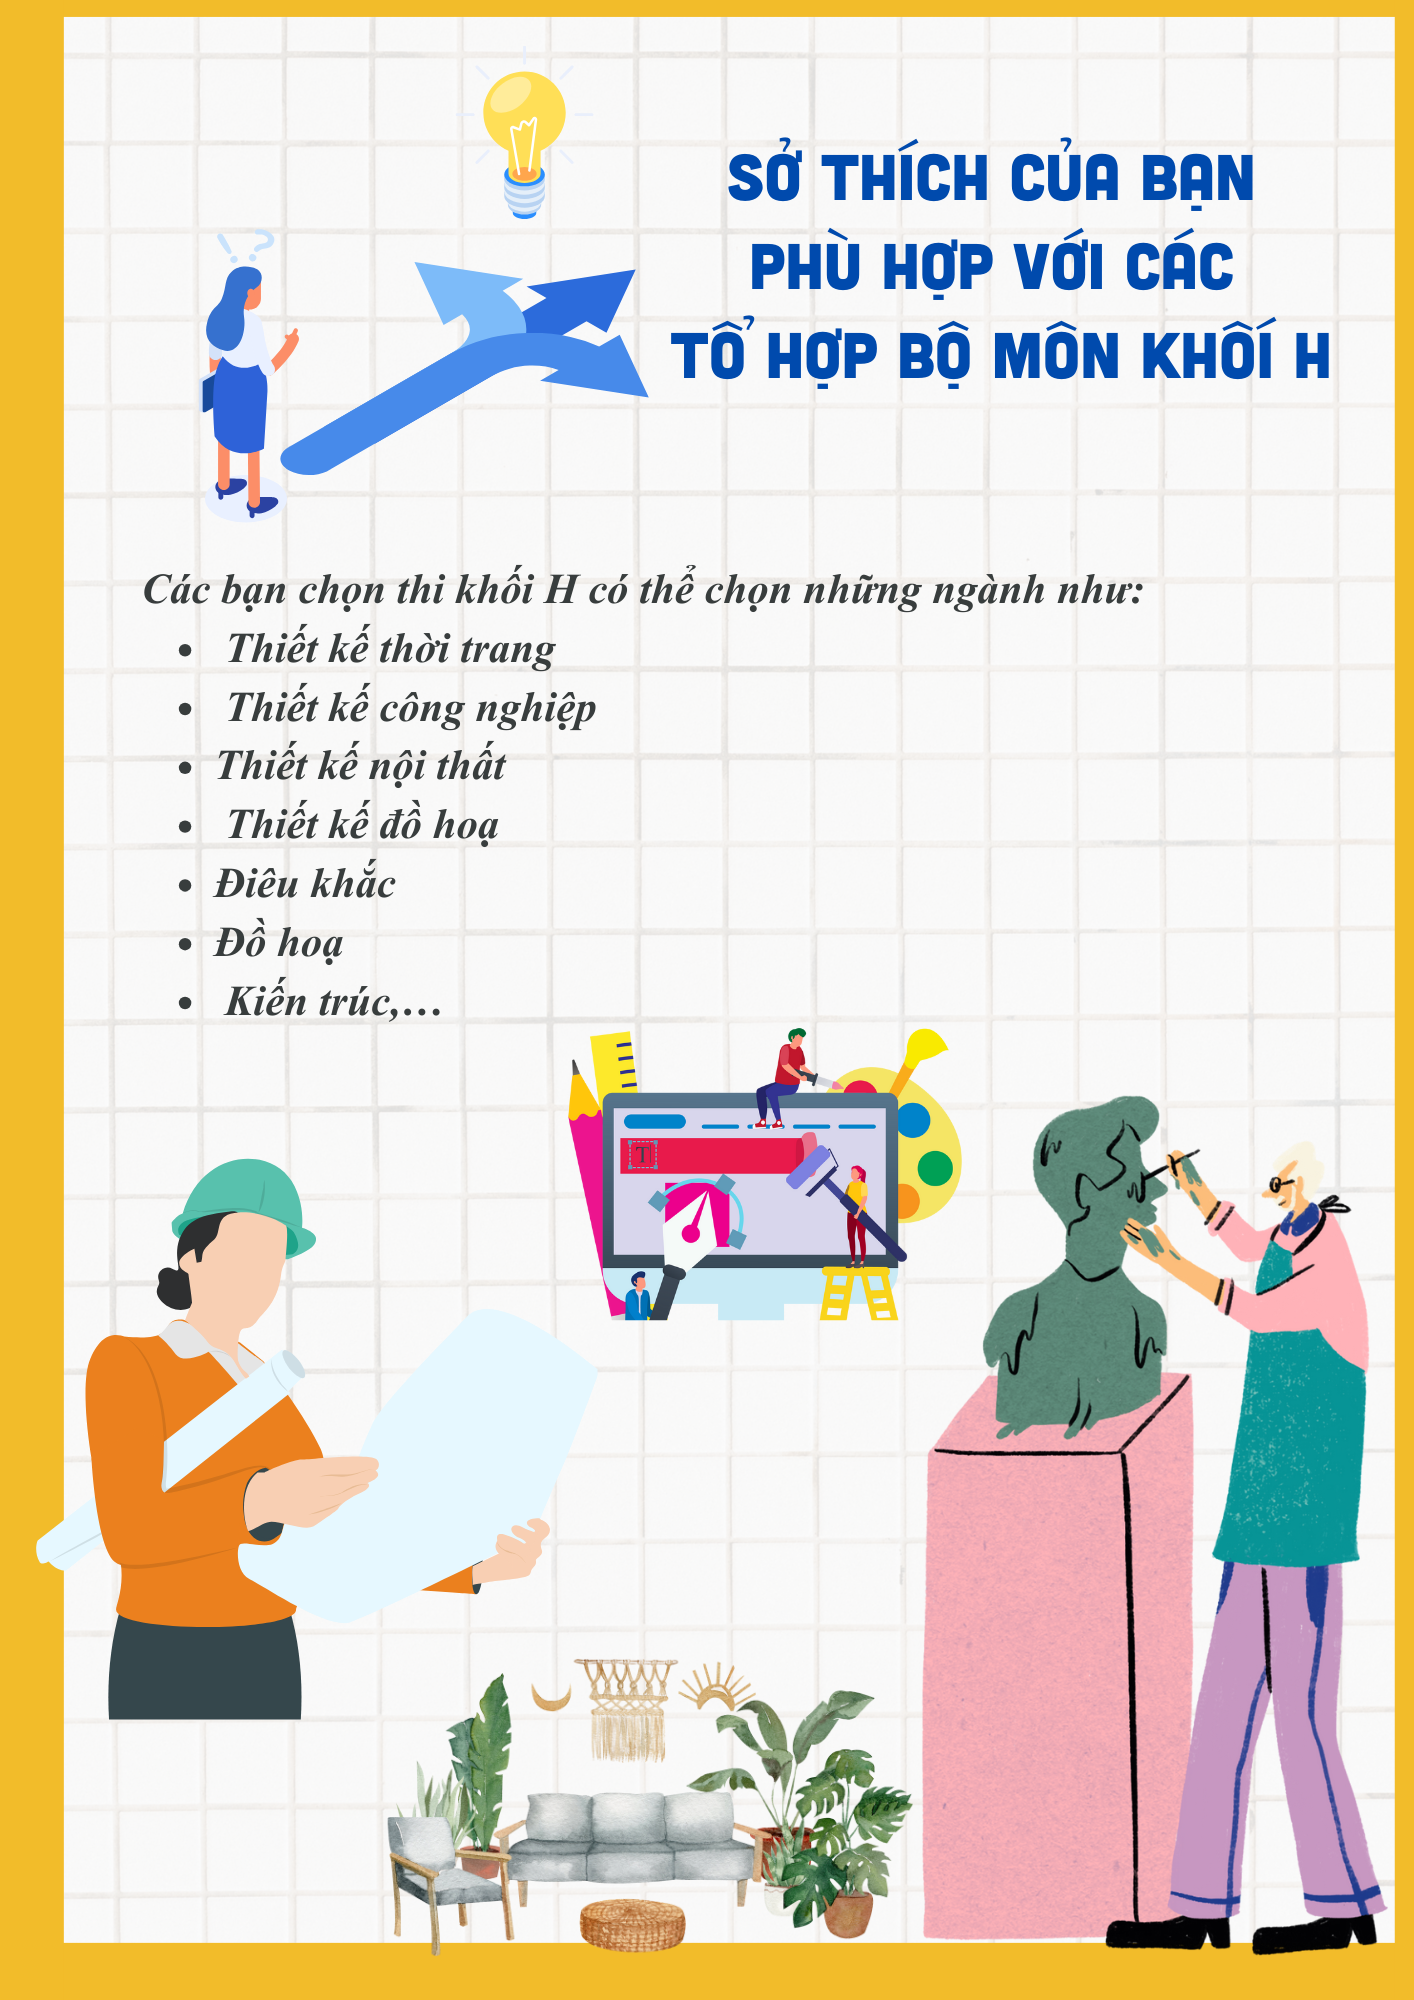 SỞ THÍCH CỦA BẠN
PHÙ HỢP VỚI CÁC
TỔ HỢP BỘ MÔN KHỐI H
Các bạn chọn thi khối H có thể chọn những ngành như:
• Thiết kế thời trang
• Thiết kế công nghiệp
• Thiết kế nội thất
• Thiết kế đồ hoạ
• Điêu khắc
• Đồ hoạ
• Kiến trúc,…
T